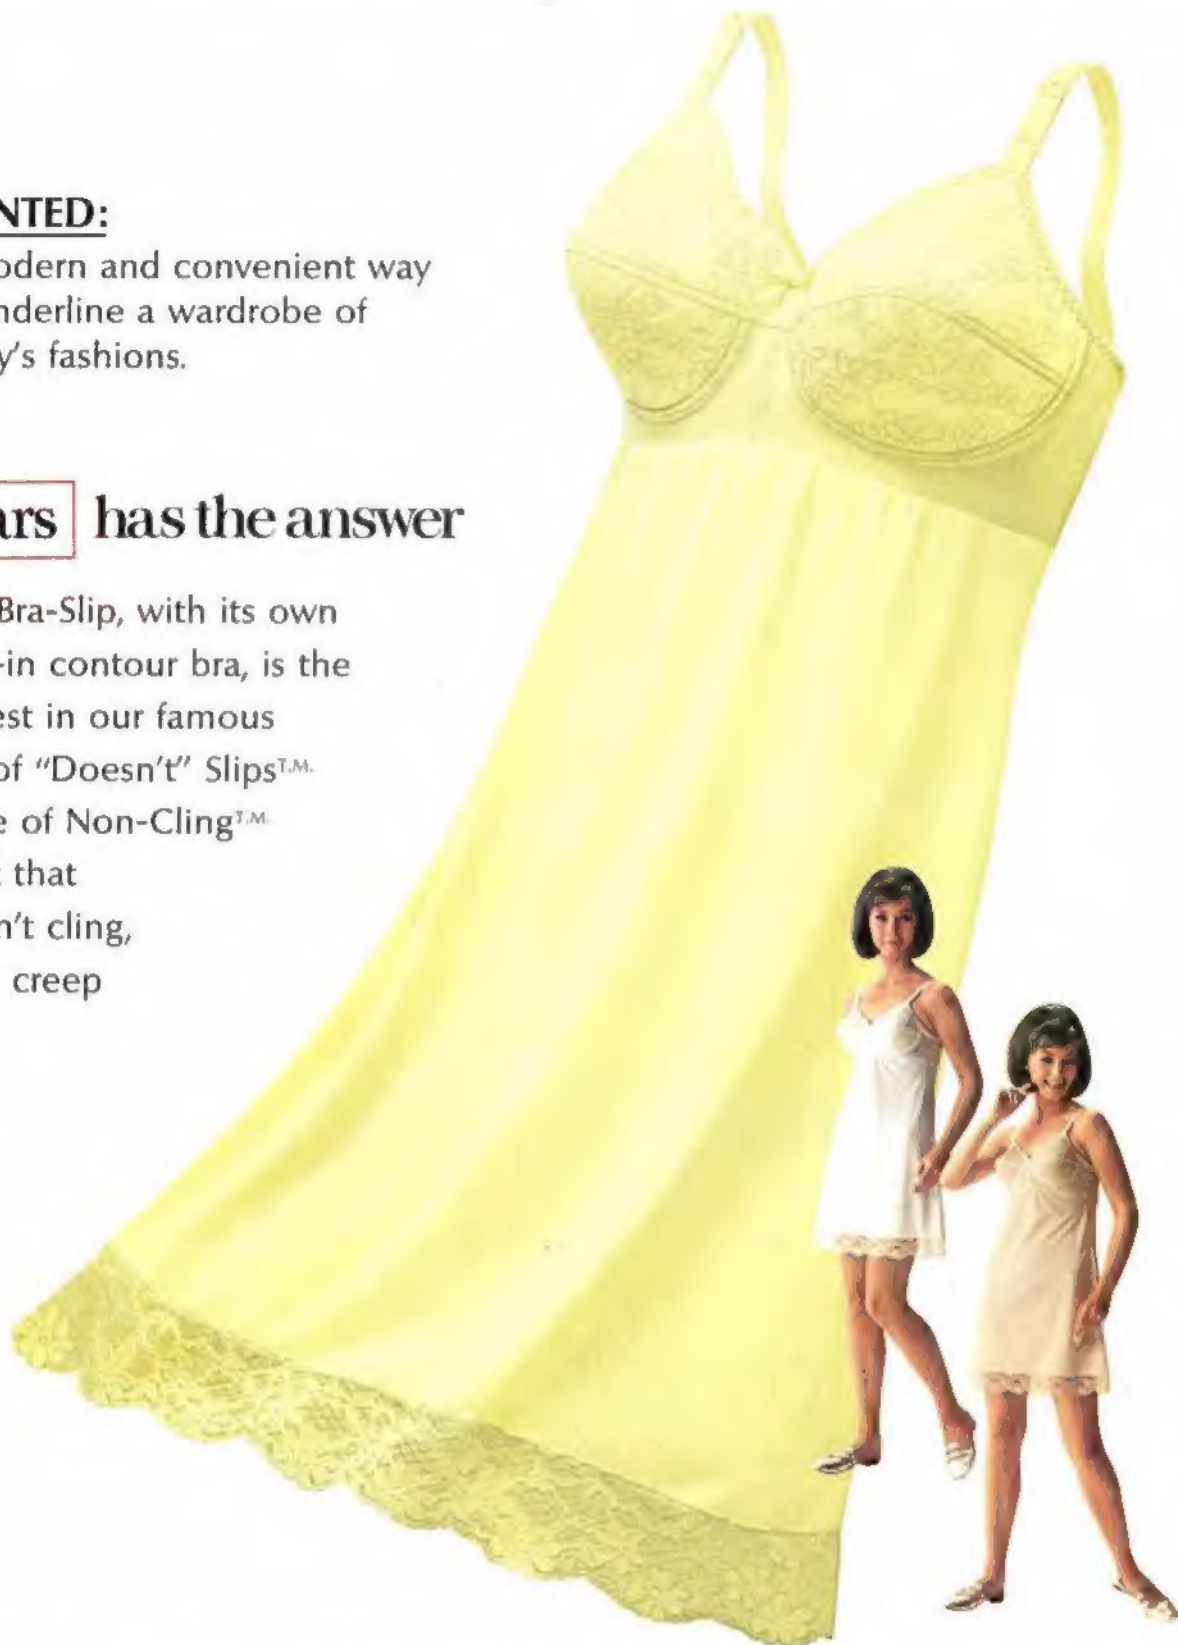 NTED:
odern and convenient way
nderline a wardrobe of
y's fashions.
ars has the answer
Bra-Slip, with its own
-in contour bra, is the
est in our famous
of "Doesn't" Slips T.M.
e of Non-Cling T.M.
that
n't cling,
creep